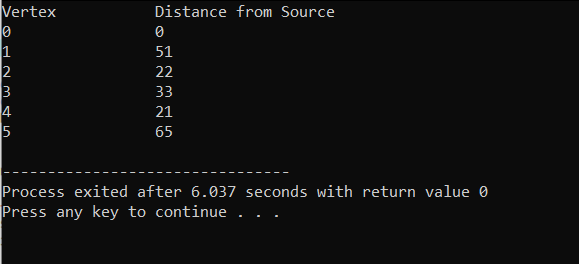 Vertex Distance from Source
0 0
1 51
2 22
3 33
4 21
5 65
--------------------------------
Process exited after 6.037 seconds with return value 0
Press any key to continue . . .